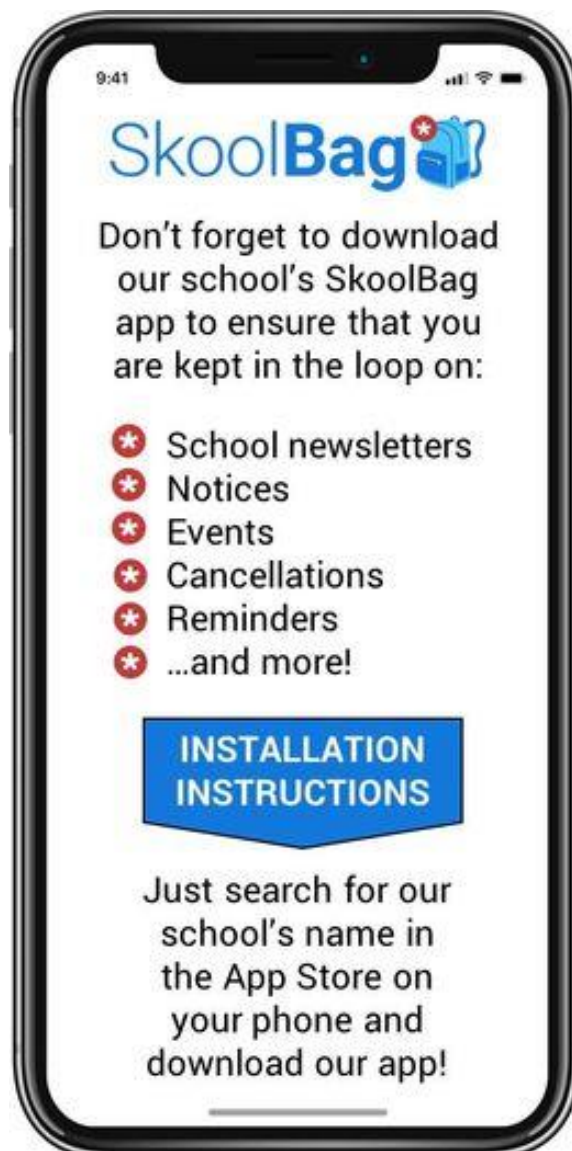 9:41
SkoolBag
Don't forget to download
our school's SkoolBag
app to ensure that you
are kept in the loop on:
School newsletters
Notices
Events
Cancellations
Reminders
...and more!
INSTALLATION
INSTRUCTIONS
Just search for our
school's name in
the App Store on
your phone and
download our app!